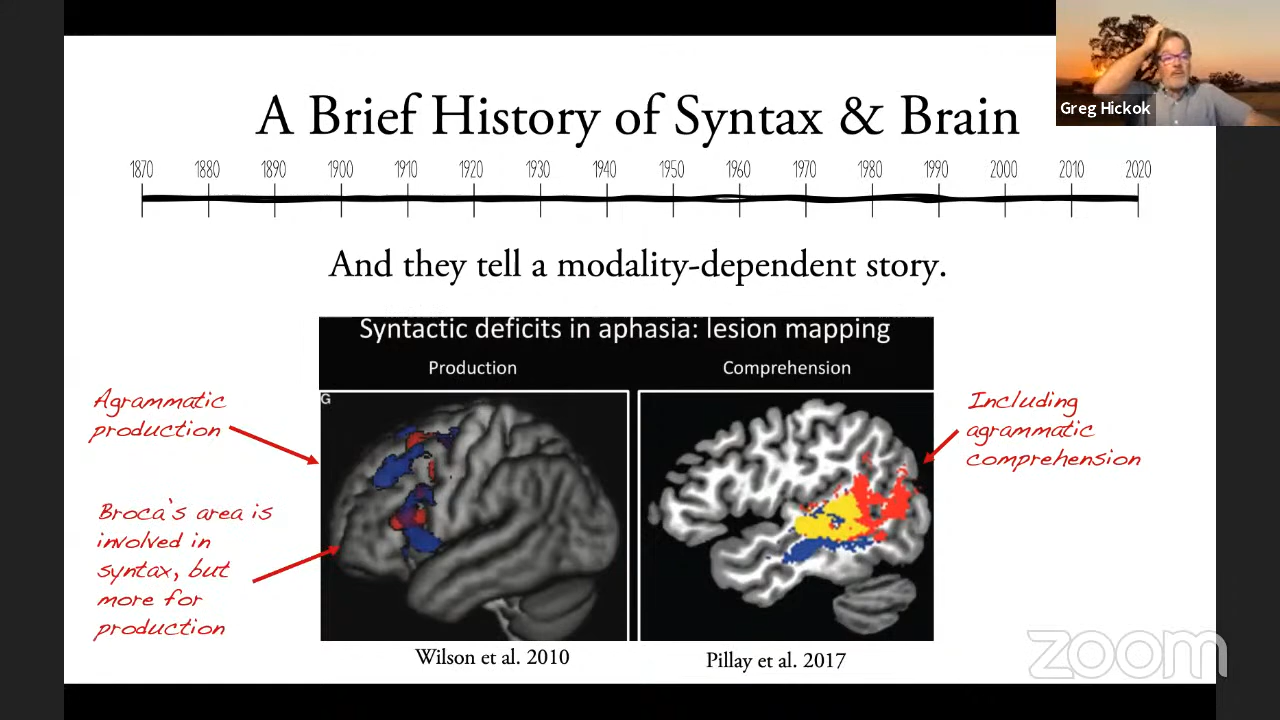 A Brief History of Syntax & Brain
Greg Hickok
1870 1880 1890 1900 1910 1920 1930 1940 1950 1960 1970 1980 1990 2000 2010 2020
And they tell a modality-dependent story.
Syntactic deficits in aphasia: lesion mapping
Production
Comprehension
G
Agrammatic
production
Broca's area is
involved in
syntax, but
more for
production
Including
agrammatic
comprehension
Wilson et al. 2010
Pillay et al. 2017
zoom